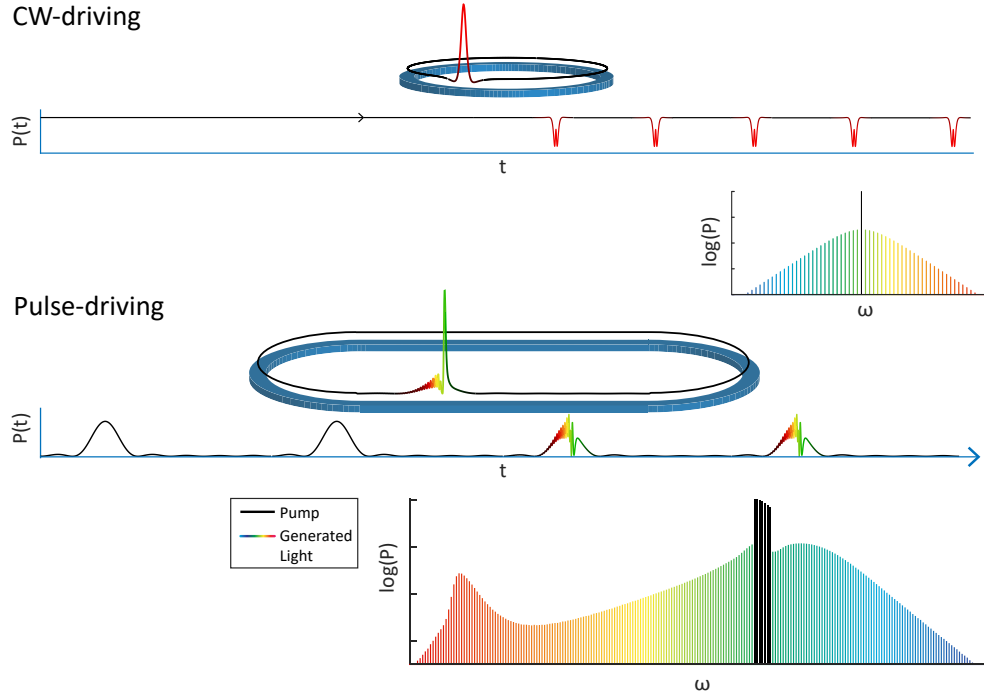 CW-driving
P(t)
t
log(P)
ω
Pulse-driving
P(t)
t
Pump
Generated
Light
log(P)
ω